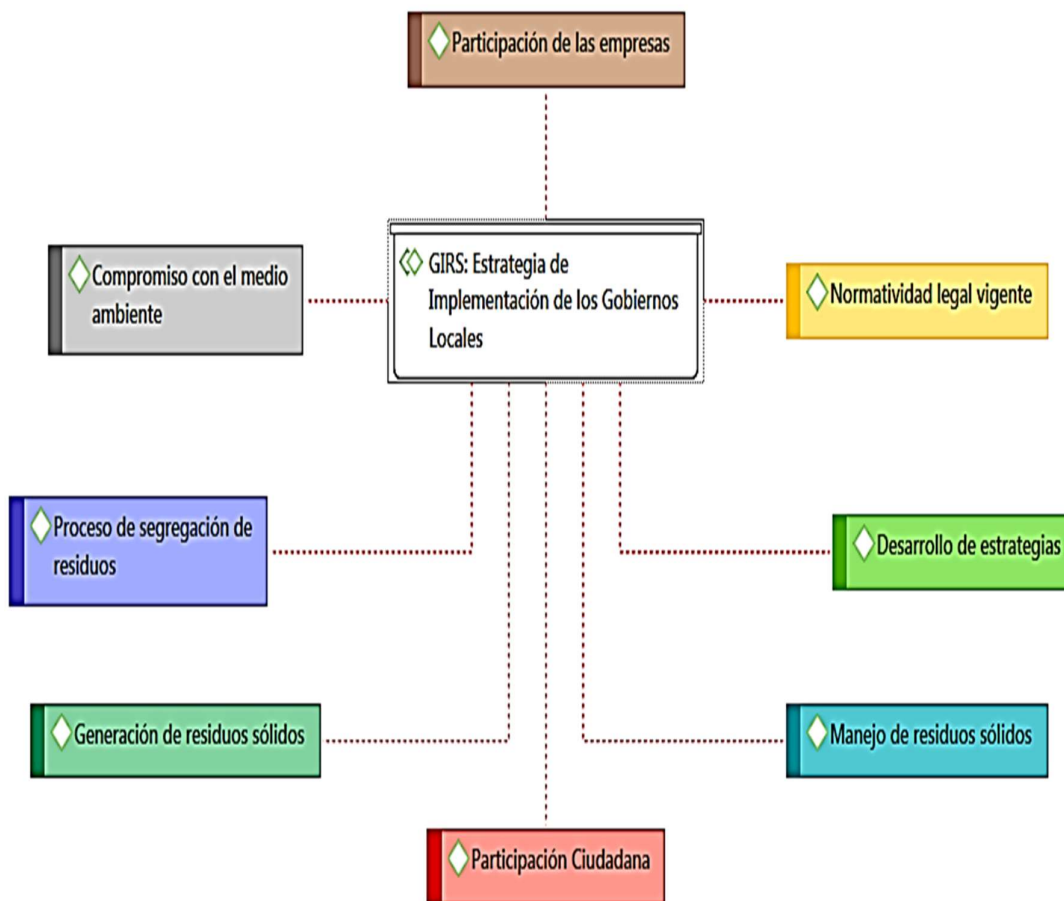 Participación de las empresas
GIRS: Estrategia de
Implementación de los Gobiernos
Locales
Compromiso con el medio
ambiente
Normatividad legal vigente
Proceso de segregación de
residuos
Desarrollo de estrategias
Generación de residuos sólidos
Manejo de residuos sólidos
Participación Ciudadana